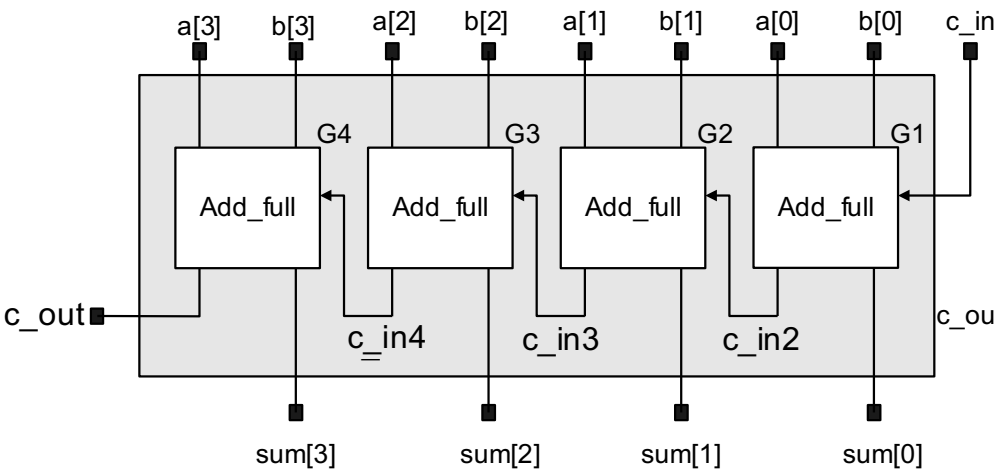 a[3] b[3] a[2] b[2] a[1] b[1] a[0] b[0] c_in
G4 G3 G2 G1
Add_full Add_full Add_full Add_full
c_out c_in4 c_in3 c_in2 c_ou
sum[3] sum[2] sum[1] sum[0]